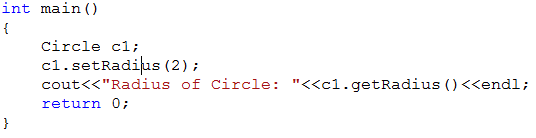 int main()
{
Circle c1;
c1.setRadius(2);
cout<<"Radius of Circle: "<<c1.getRadius()<<endl;
return 0;
}